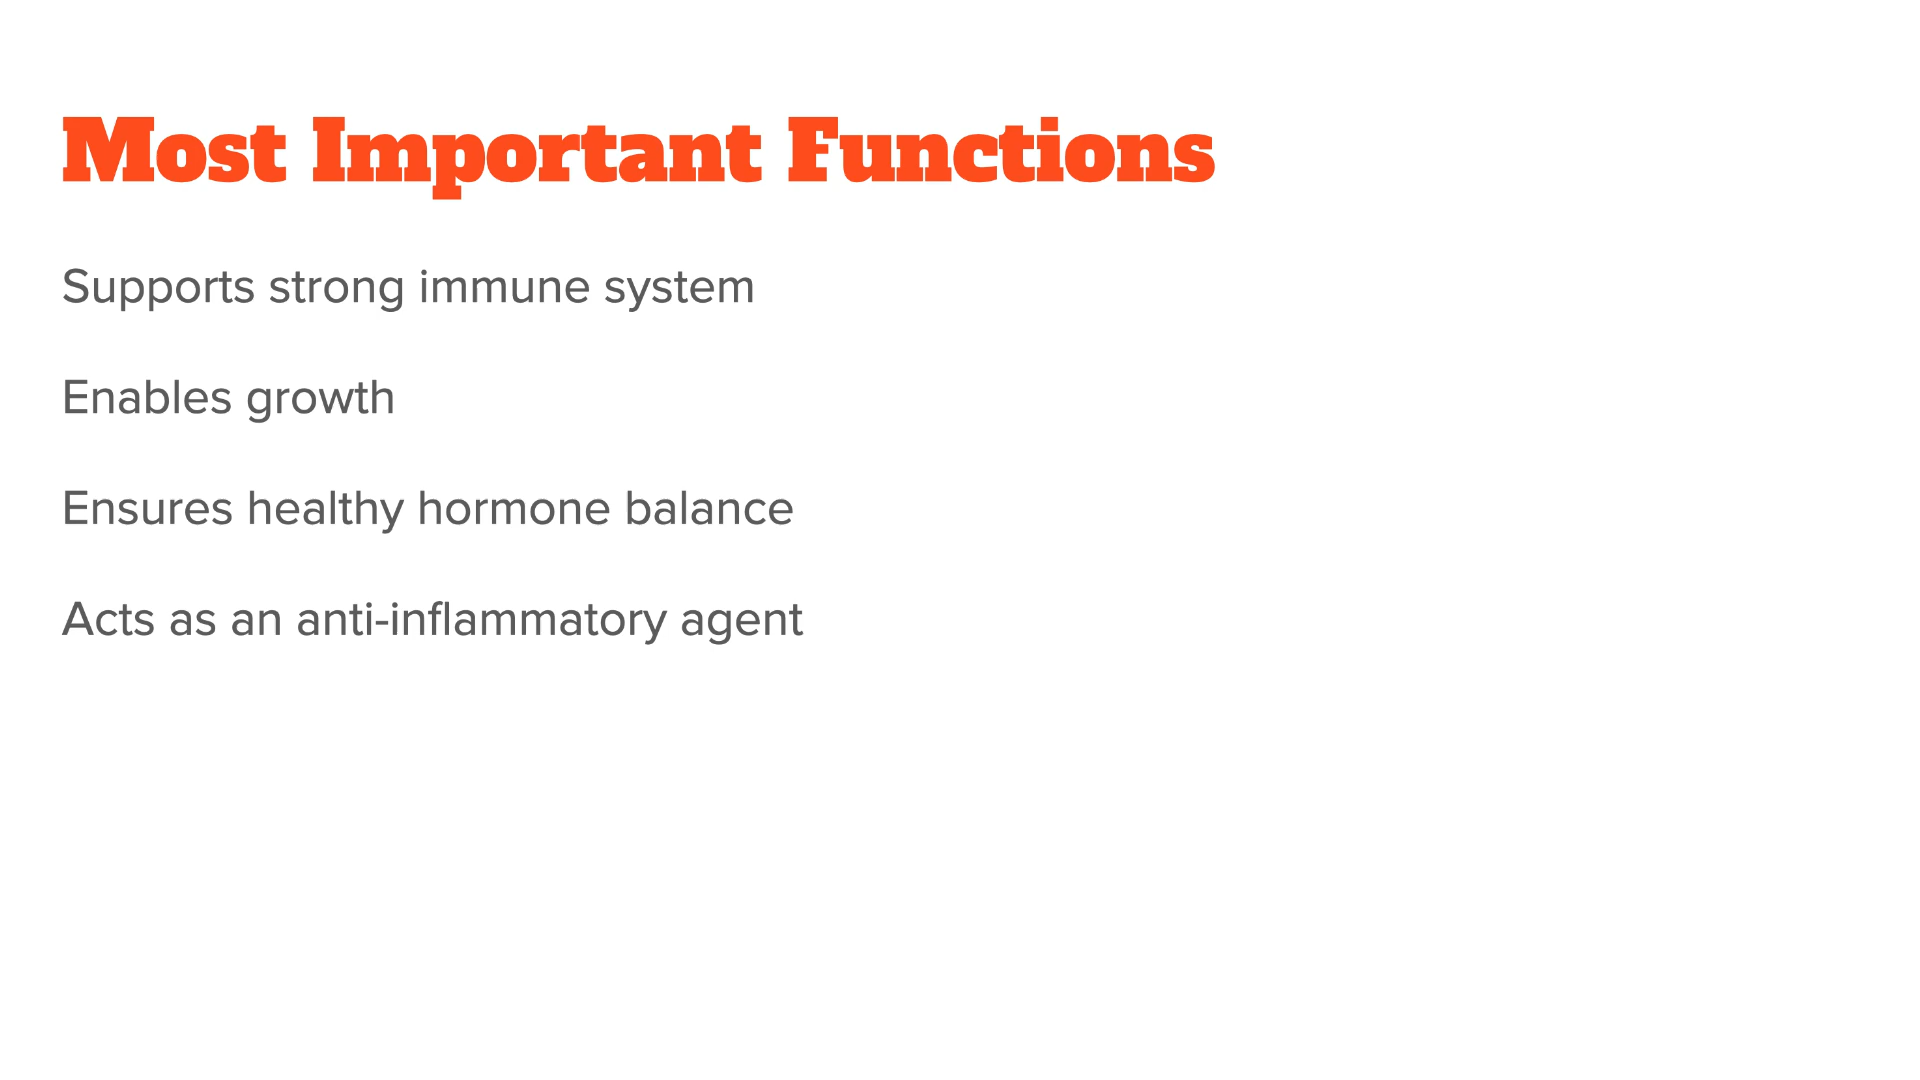 Most Important Functions
Supports strong immune system
Enables growth
Ensures healthy hormone balance
Acts as an anti-inflammatory agent